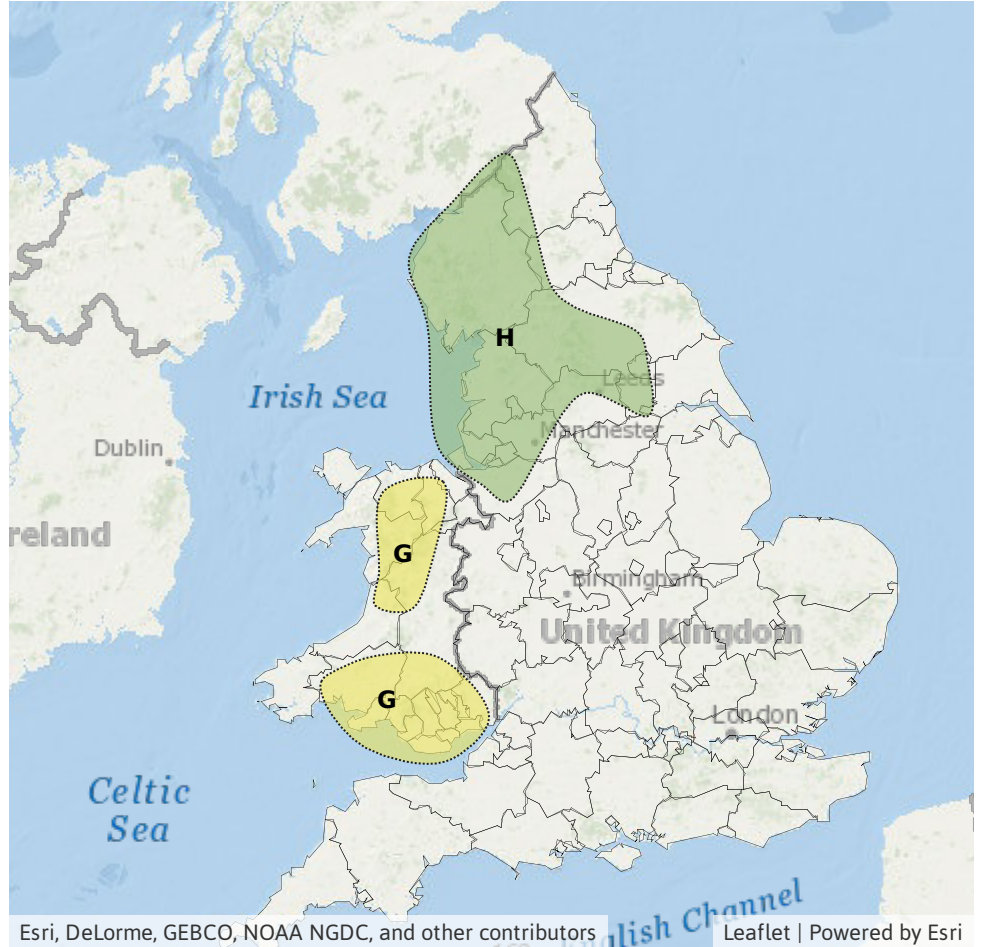 H
Leeds
Irish Sea
Manchester
Dublin
reland
G
Birmingham
United Kingdom
G
London
Celtic
Sea
nglish Channel
Esri, DeLorme, GEBCO, NOAA NGDC, and other contributors
Leaflet | Powered by Esri